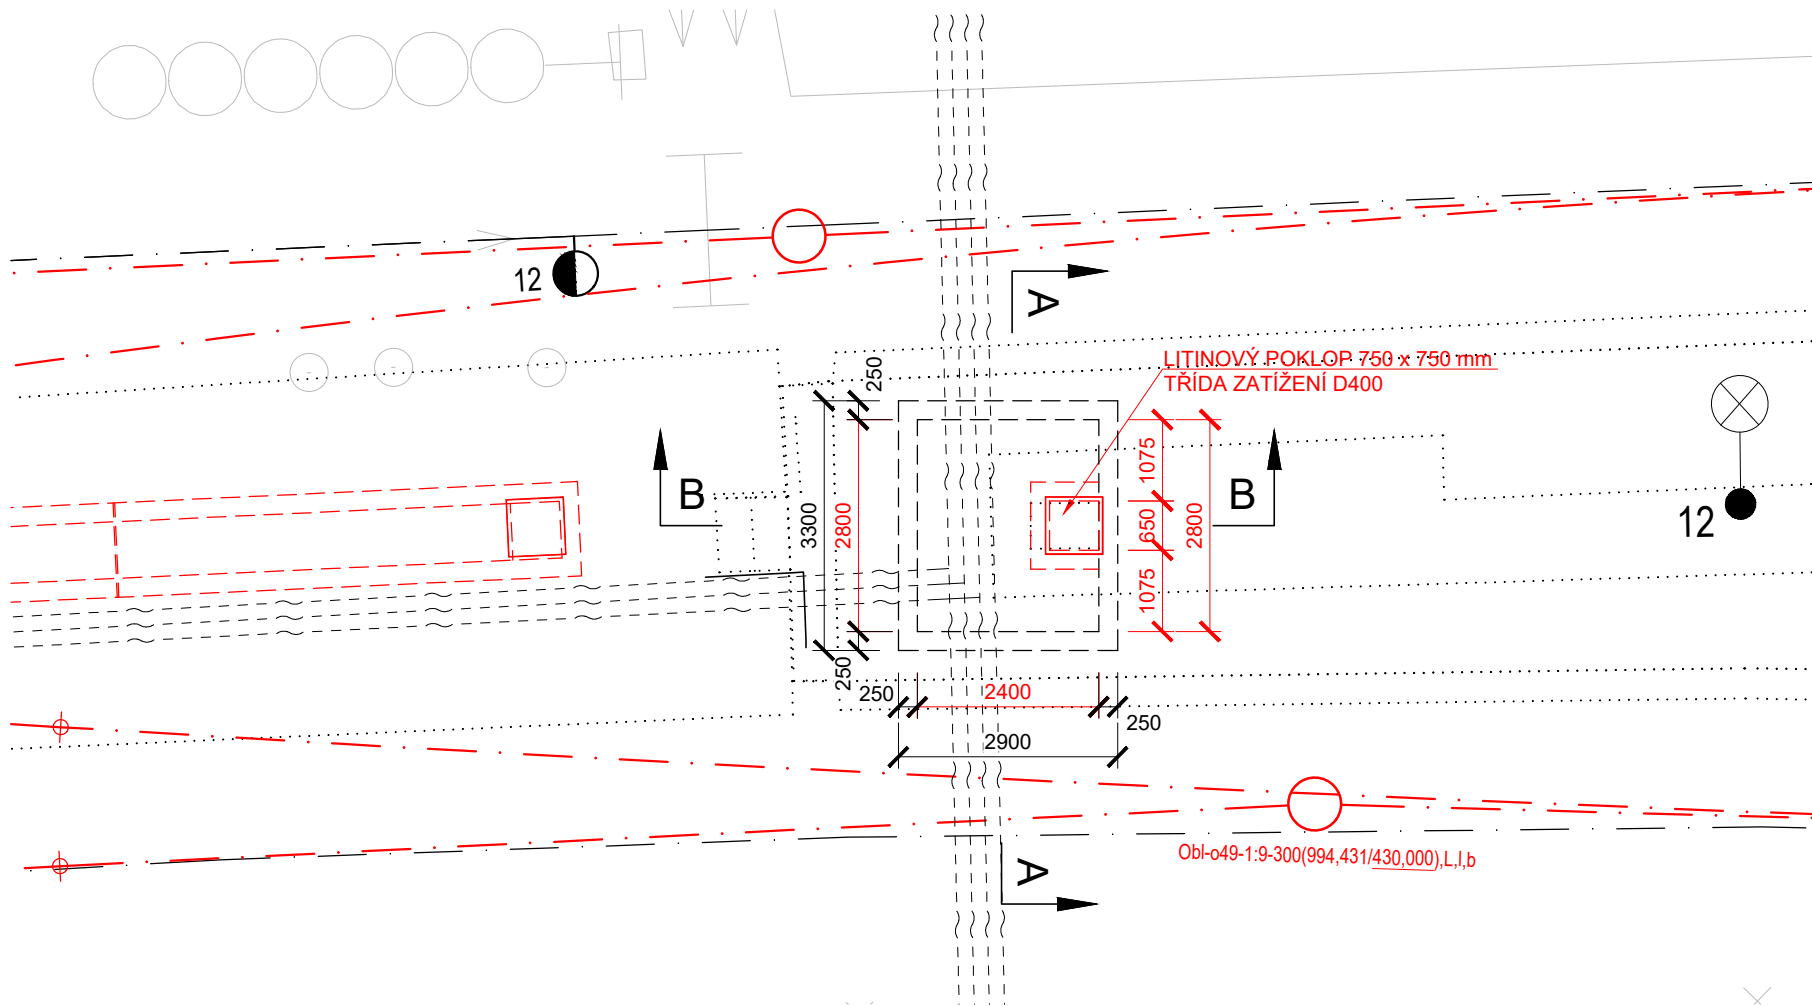 12
A
250
LITINOVÝ POKLOP 750 x 750 mm
TŘÍDA ZATÍŽENÍ D400
B
3300
2800
1075
650
1075
2800
B
12
250
250
2400
250
2900
A
Obl-o49-1:9-300(994,431/430,000),L,l,b